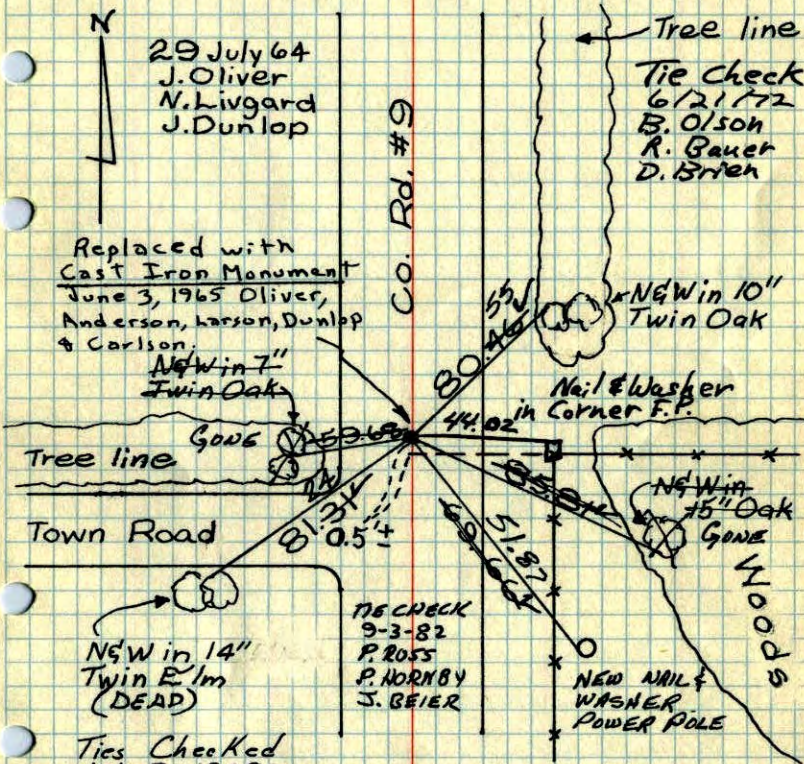 N
29 July 64
J. Oliver
N. Livgard
J. Dunlop
Co. Rd. #9
Tree line
Tie Check
6/21/72
B. Olson
R. Bauer
D. Brien
Replaced with
Cast Iron Monument
June 3, 1965 Oliver,
Anderson, Larson, Dunlop
& Carlson.
N&W in 7"
Twin Oak
GONE
59.68
Tree line
Town Road
N&W in 10"
Twin Oak
55✓
80.46
Nail & Washer
in Corner F.P.
44.02
85.8
N&W in
15" Oak
GONE
Woods
81.31
0.5'±
51.87
N&W in 14"
Twin Elm
(DEAD)
TIE CHECK
9-3-82
P. ROSS
P. HORNBY
J. BEIER
NEW NAIL &
WASHER
POWER POLE
Ties Checked